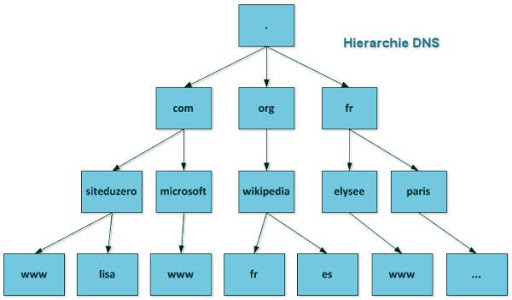 .
Hierarchie DNS
com
org
fr
siteduzero
microsoft
wikipedia
elysee
paris
www
lisa
www
fr
es
www
...